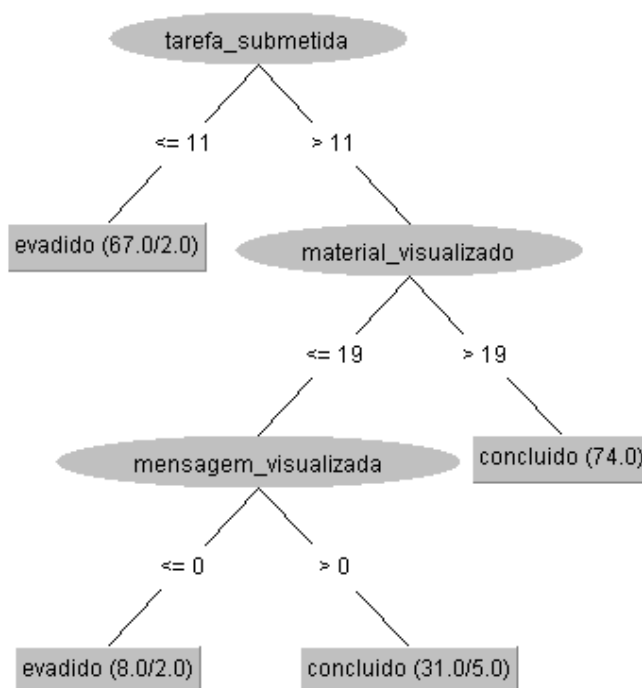 tarefa_submetida
<= 11
> 11
evadido (67.0/2.0)
material_visualizado
<= 19
> 19
mensagem_visualizada
concluido (74.0)
<= 0
> 0
evadido (8.0/2.0)
concluido (31.0/5.0)